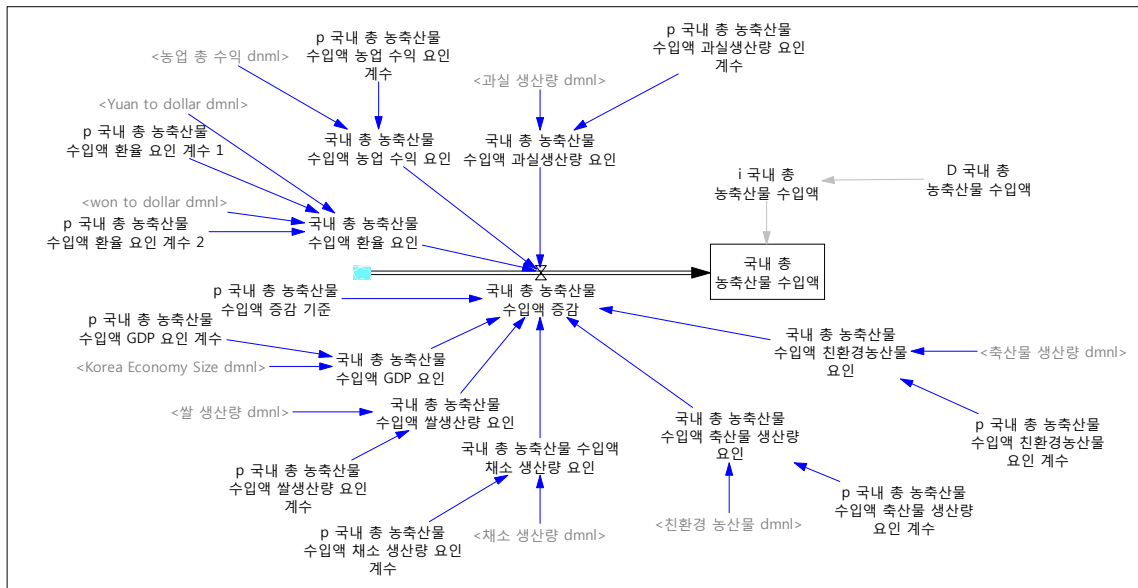 <농업 총 수익 dnml>
p 국내 총 농축산물
수입액 농업 수익 요인
계수
p 국내 총 농축산물
수입액 과실생산량 요인
계수
<과실 생산량 dmnl>
<Yuan to dollar dmnl>
p 국내 총 농축산물
수입액 환율 요인 계수 1
국내 총 농축산물
수입액 농업 수익 요인
국내 총 농축산물
수입액 과실생산량 요인
i 국내 총
농축산물 수입액
D 국내 총
농축산물 수입액
<won to dollar dmnl>
p 국내 총 농축산물
수입액 환율 요인 계수 2
국내 총 농축산물
수입액 환율 요인
국내 총
농축산물 수입액
p 국내 총 농축산물
수입액 증감 기준
국내 총 농축산물
수입액 증감
p 국내 총 농축산물
수입액 GDP 요인 계수
<Korea Economy Size dmnl>
국내 총 농축산물
수입액 GDP 요인
국내 총 농축산물
수입액 친환경농산물
요인
<축산물 생산량 dmnl>
<쌀 생산량 dmnl>
국내 총 농축산물
수입액 쌀생산량 요인
국내 총 농축산물
수입액 축산물 생산량
요인
p 국내 총 농축산물
수입액 친환경농산물
요인 계수
국내 총 농축산물 수입액
채소 생산량 요인
p 국내 총 농축산물
수입액 쌀생산량 요인
계수
p 국내 총 농축산물
수입액 축산물 생산량
요인 계수
p 국내 총 농축산물
수입액 채소 생산량 요인
계수
<채소 생산량 dmnl>
<친환경 농산물 dmnl>